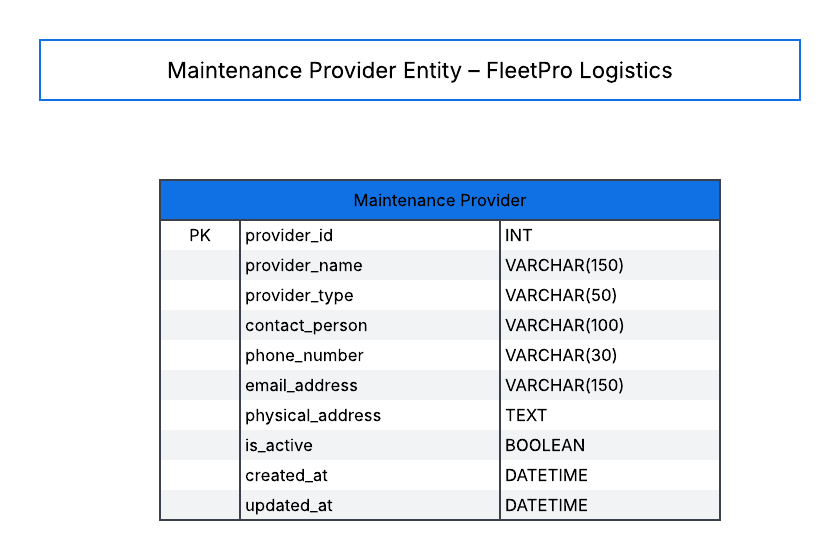 Maintenance Provider Entity – FleetPro Logistics
Maintenance Provider
PK provider_id INT
provider_name VARCHAR(150)
provider_type VARCHAR(50)
contact_person VARCHAR(100)
phone_number VARCHAR(30)
email_address VARCHAR(150)
physical_address TEXT
is_active BOOLEAN
created_at DATETIME
updated_at DATETIME